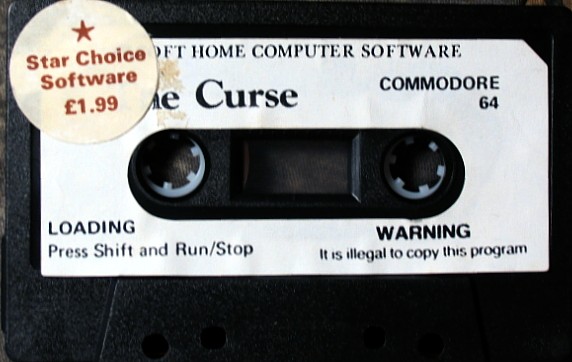 Star Choice
Software
£1.99
HOME COMPUTER SOFTWARE
Curse
COMMODORE
64
LOADING
Press Shift and Run/Stop
WARNING
It is illegal to copy this program